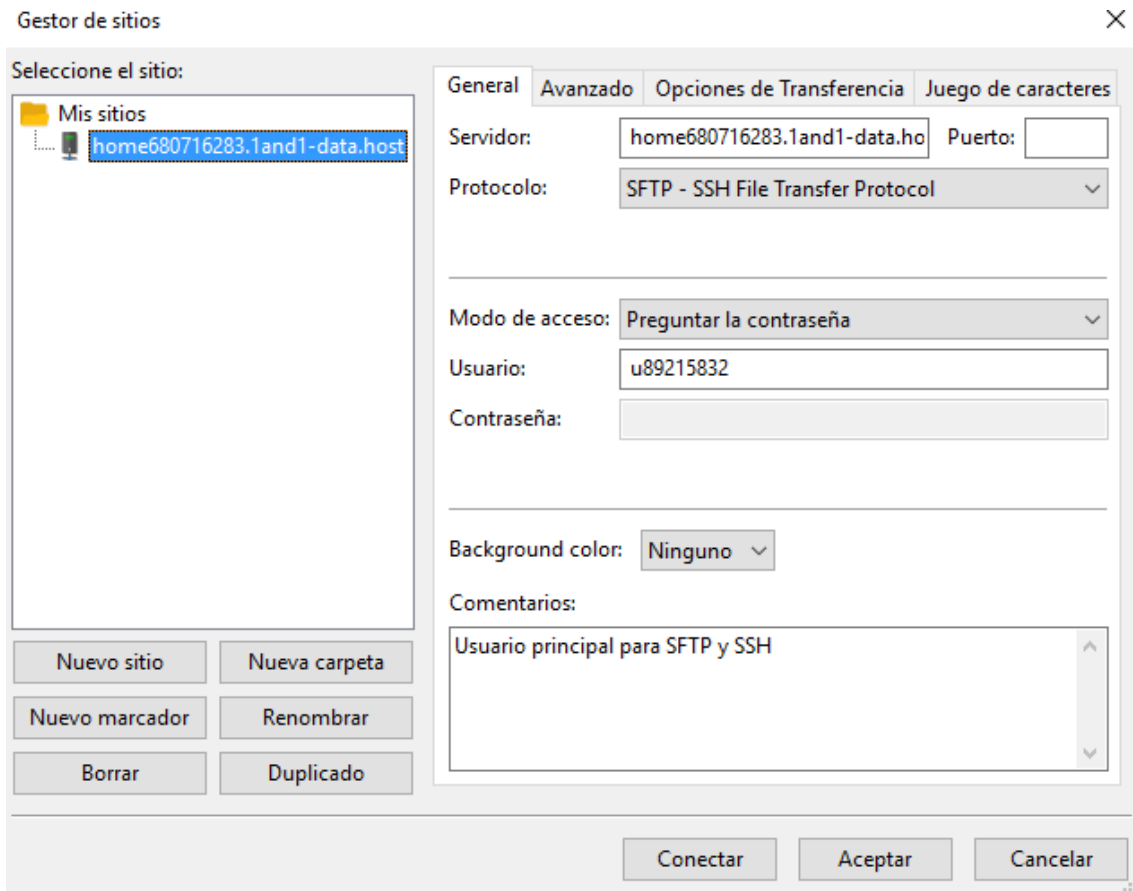 Gestor de sitios
Seleccione el sitio:
Mis sitios
home680716283.1and1-data.host
Nuevo sitio Nueva carpeta
Nuevo marcador Renombrar
Borrar Duplicado
General Avanzado Opciones de Transferencia Juego de caracteres
Servidor: home680716283.1and1-data.ho Puerto:
Protocolo: SFTP - SSH File Transfer Protocol
Modo de acceso: Preguntar la contraseña
Usuario: u89215832
Contraseña:
Background color: Ninguno
Comentarios:
Usuario principal para SFTP y SSH
Conectar Aceptar Cancelar